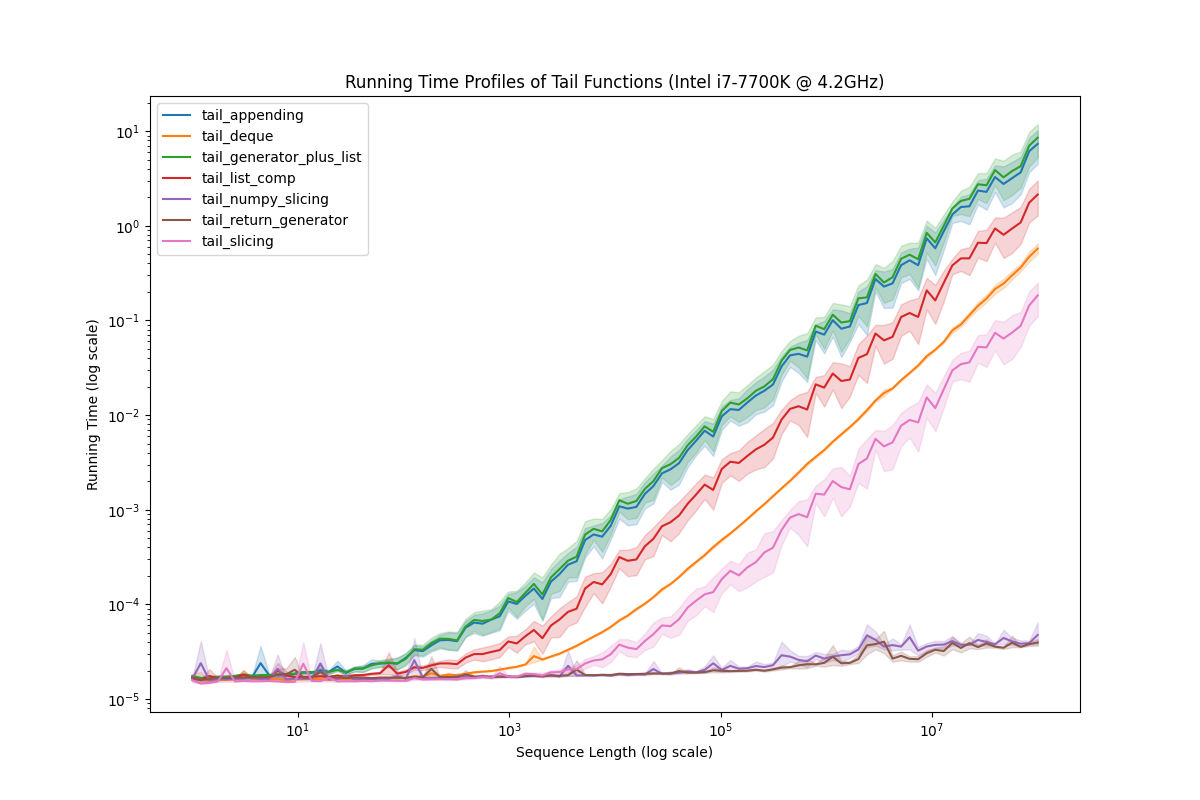 Running Time Profiles of Tail Functions (Intel i7-7700K @ 4.2GHz)
tail_appending
tail_deque
tail_generator_plus_list
tail_list_comp
tail_numpy_slicing
tail_return_generator
tail_slicing
Running Time (log scale)
10¹
10⁰
10⁻¹
10⁻²
10⁻³
10⁻⁴
10⁻⁵
10¹ 10³ 10⁵ 10⁷
Sequence Length (log scale)